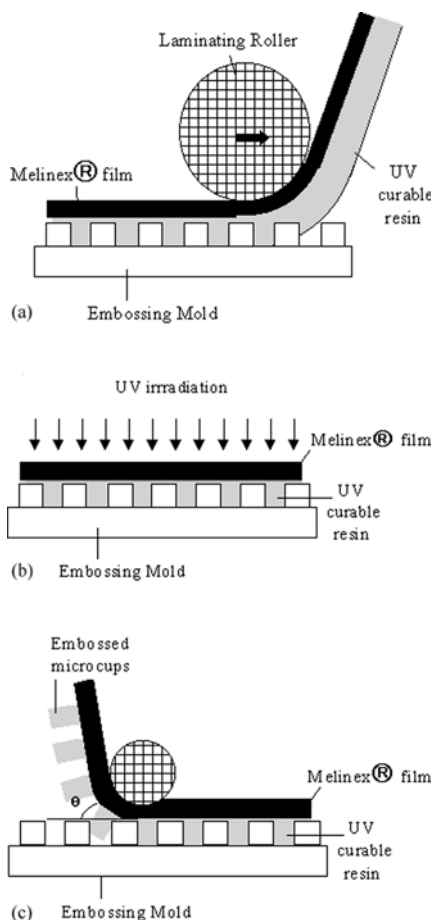 Laminating Roller
Melinex® film
UV
curable
resin
Embossing Mold
(a)
UV irrradiation
Melinex® film
UV
curable
resin
Embossing Mold
(b)
Embossed
microcups
Melinex® film
θ
UV
curable
resin
Embossing Mold
(c)